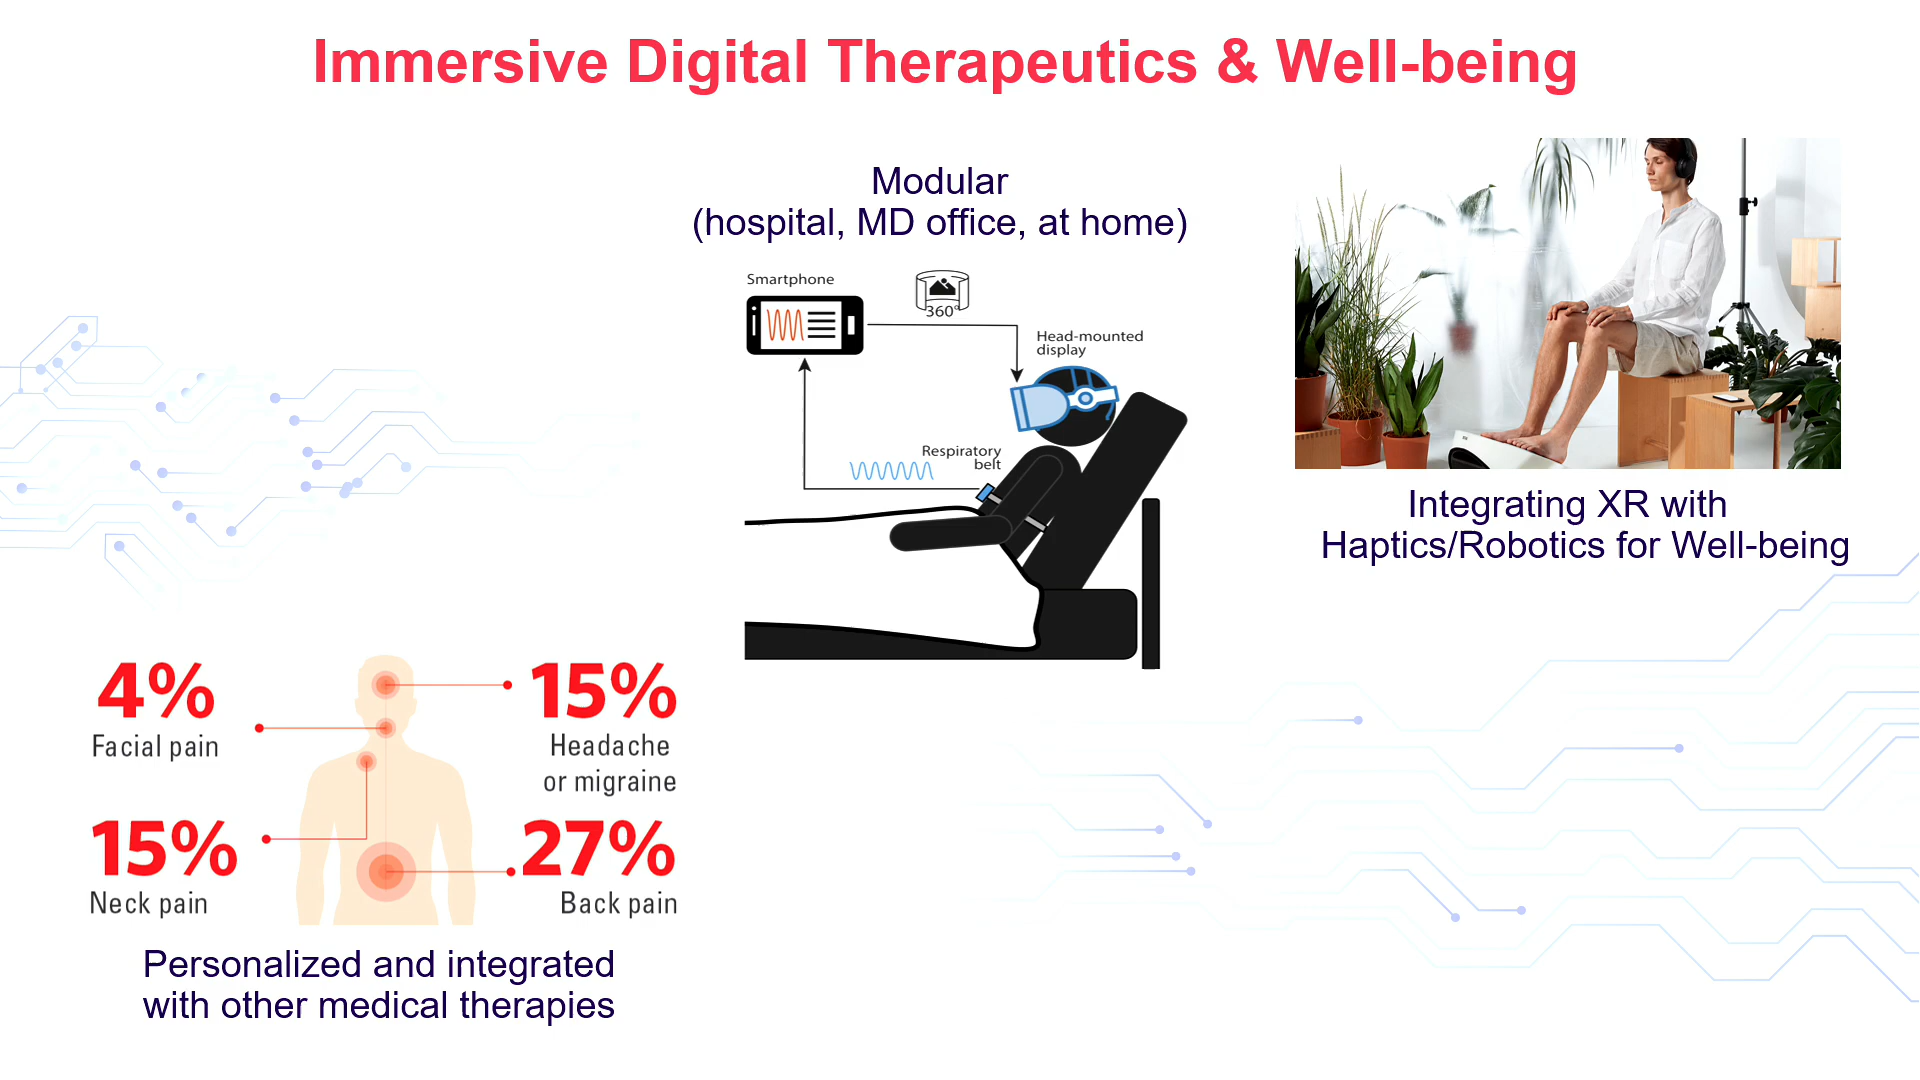 Immersive Digital Therapeutics & Well-being
Modular
(hospital, MD office, at home)
Smartphone
360°
Head-mounted
display
Respiratory
belt
Integrating XR with
Haptics/Robotics for Well-being
4%
Facial pain
15%
Headache
or migraine
15%
Neck pain
27%
Back pain
Personalized and integrated
with other medical therapies